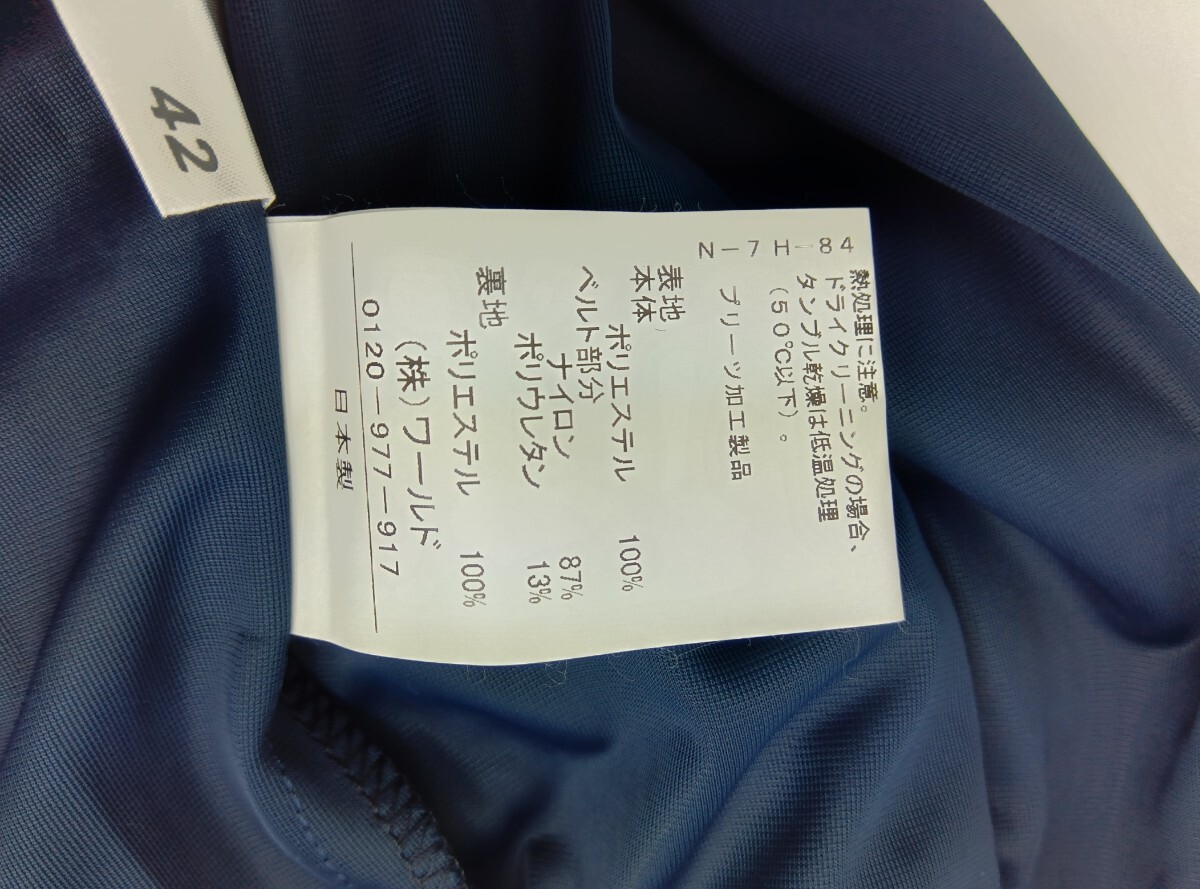 42
熱処理に注意。
ドライクリーニングの場合、
タンブル乾燥は低温処理
(50℃以下)。
プリーツ加工製品
N-7H-84
表地
本体
ポリエステル 100%
ベルト部分
ナイロン 87%
ポリウレタン 13%
裏地
ポリエステル 100%
(株)ワールド
0120-977-917
日本製